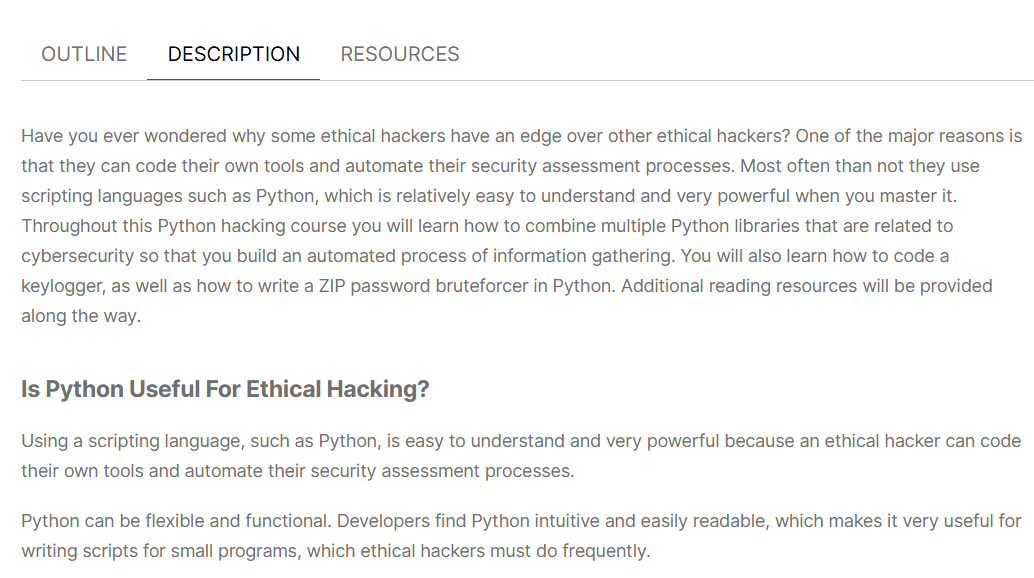 OUTLINE DESCRIPTION RESOURCES
Have you ever wondered why some ethical hackers have an edge over other ethical hackers? One of the major reasons is
that they can code their own tools and automate their security assessment processes. Most often than not they use
scripting languages such as Python, which is relatively easy to understand and very powerful when you master it.
Throughout this Python hacking course you will learn how to combine multiple Python libraries that are related to
cybersecurity so that you build an automated process of information gathering. You will also learn how to code a
keylogger, as well as how to write a ZIP password bruteforcer in Python. Additional reading resources will be provided
along the way.
Is Python Useful For Ethical Hacking?
Using a scripting language, such as Python, is easy to understand and very powerful because an ethical hacker can code
their own tools and automate their security assessment processes.
Python can be flexible and functional. Developers find Python intuitive and easily readable, which makes it very useful for
writing scripts for small programs, which ethical hackers must do frequently.